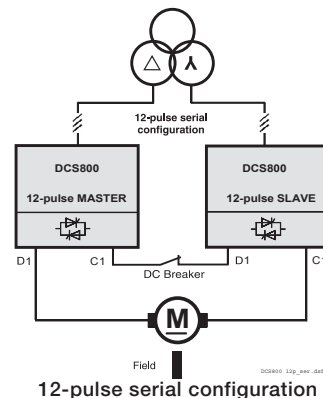 12-pulse serial
configuration
DCS800
12-pulse MASTER
DCS800
12-pulse SLAVE
D1
C1
D1
C1
DC Breaker
M
Field
DCS800 12p_ser.dsf
12-pulse serial configuration